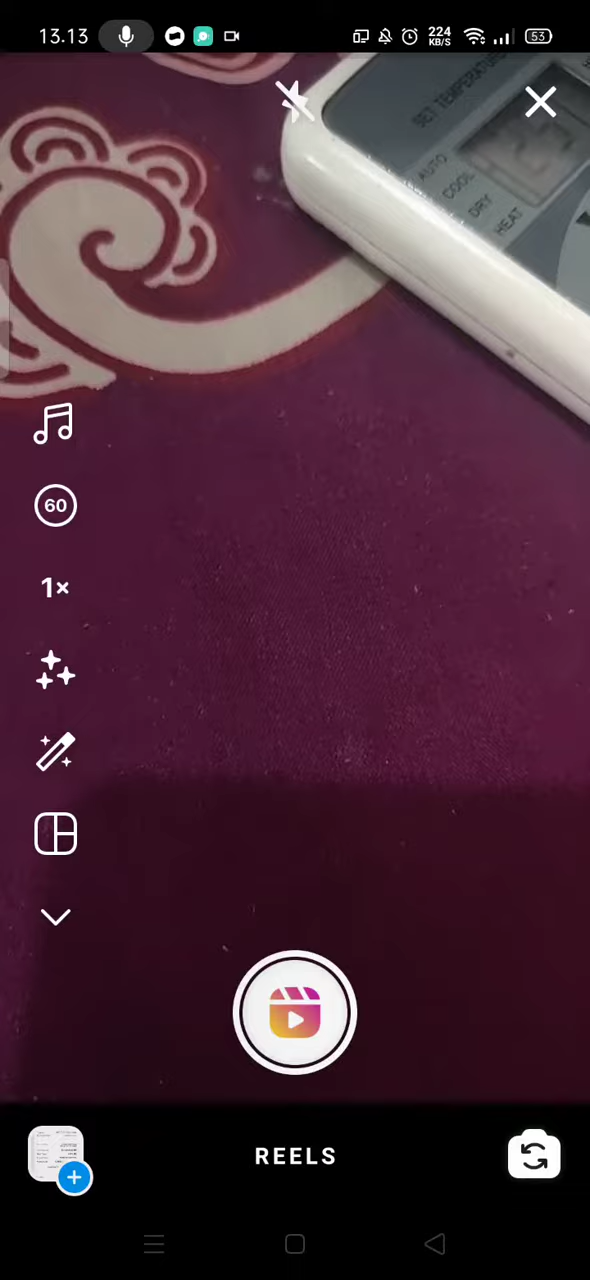 13.13
224
KB/S
53
SET TEMPERATURE
AUTO
COOL
DRY
HEAT
60
1×
REELS